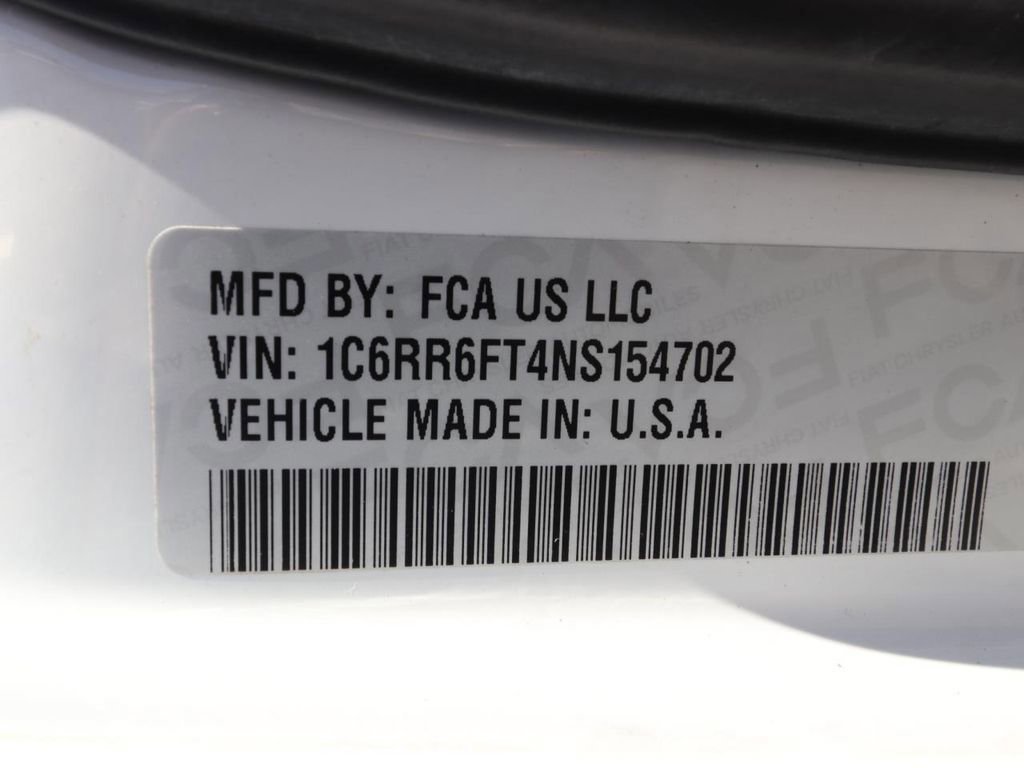 MFD BY: FCA US LLC
VIN: 1C6RR6FT4NS154702
VEHICLE MADE IN: U.S.A.